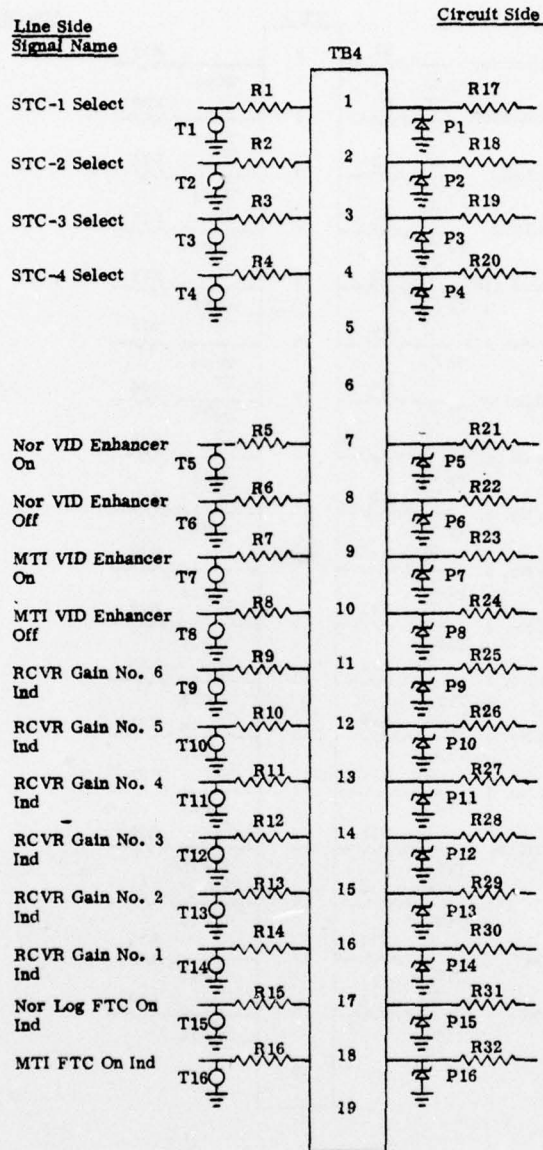 Line Side
Signal Name
Circuit Side
TB4
STC-1 Select T1 R1 1 P1 R17
STC-2 Select T2 R2 2 P2 R18
STC-3 Select T3 R3 3 P3 R19
STC-4 Select T4 R4 4 P4 R20
5
6
Nor VID Enhancer
On T5 R5 7 P5 R21
Nor VID Enhancer
Off T6 R6 8 P6 R22
MTI VID Enhancer
On T7 R7 9 P7 R23
MTI VID Enhancer
Off T8 R8 10 P8 R24
RCVR Gain No. 6
Ind T9 R9 11 P9 R25
RCVR Gain No. 5
Ind T10 R10 12 P10 R26
RCVR Gain No. 4
Ind T11 R11 13 P11 R27
RCVR Gain No. 3
Ind T12 R12 14 P12 R28
RCVR Gain No. 2
Ind T13 R13 15 P13 R29
RCVR Gain No. 1
Ind T14 R14 16 P14 R30
Nor Log FTC On
Ind T15 R15 17 P15 R31
MTI FTC On Ind T16 R16 18 P16 R32
19